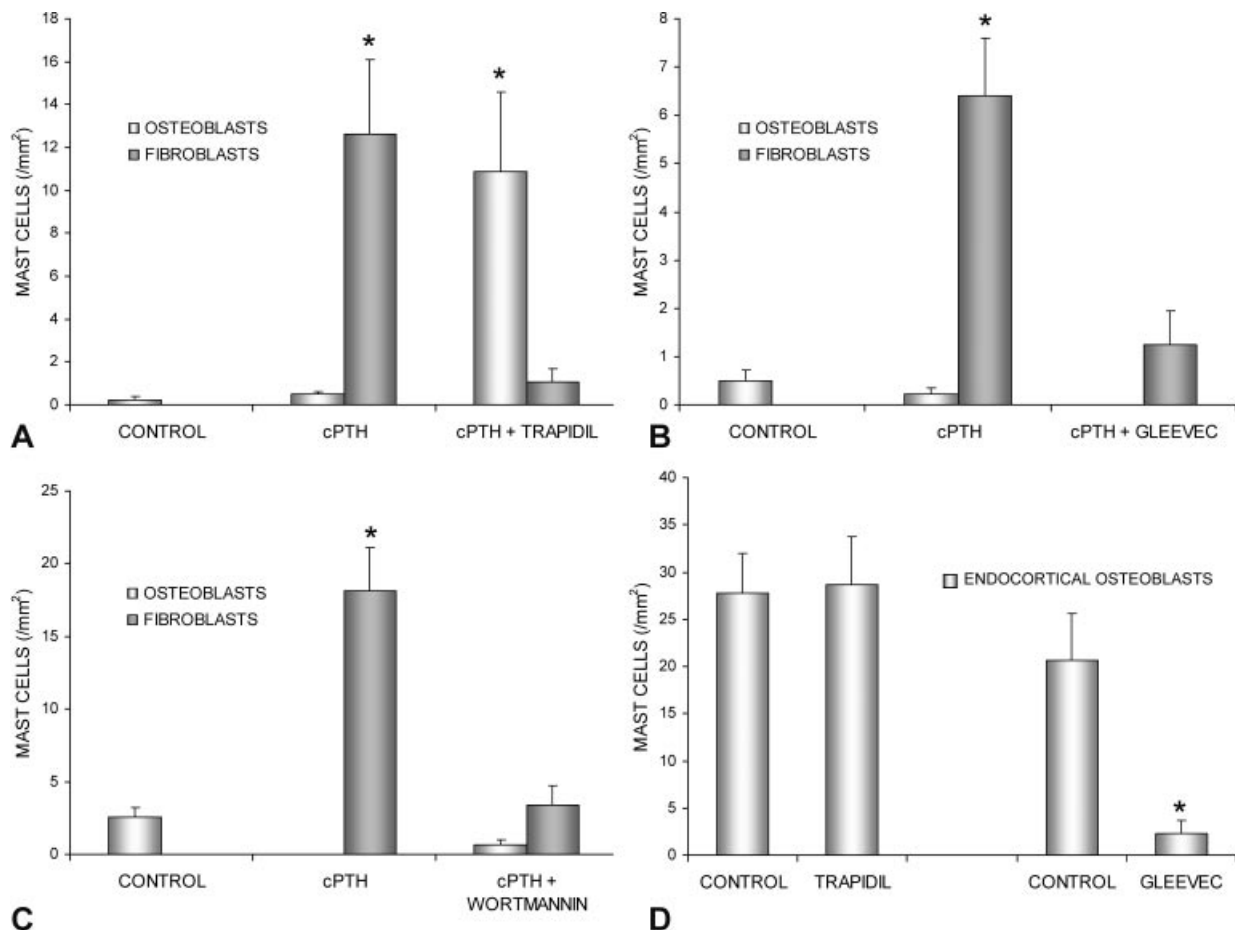 18
16
14
12
10
8
6
4
2
0
MAST CELLS (/mm²)
OSTEOBLASTS
FIBROBLASTS
*
*
CONTROL cPTH cPTH + TRAPIDIL
A
8
7
6
5
4
3
2
1
0
MAST CELLS (/mm²)
OSTEOBLASTS
FIBROBLASTS
*
CONTROL cPTH cPTH + GLEEVEC
B
25
20
15
10
5
0
MAST CELLS (/mm²)
OSTEOBLASTS
FIBROBLASTS
*
CONTROL cPTH cPTH +
WORTMANNIN
C
40
35
30
25
20
15
10
5
0
MAST CELLS (/mm²)
ENDOCORTICAL OSTEOBLASTS
*
CONTROL TRAPIDIL CONTROL GLEEVEC
D